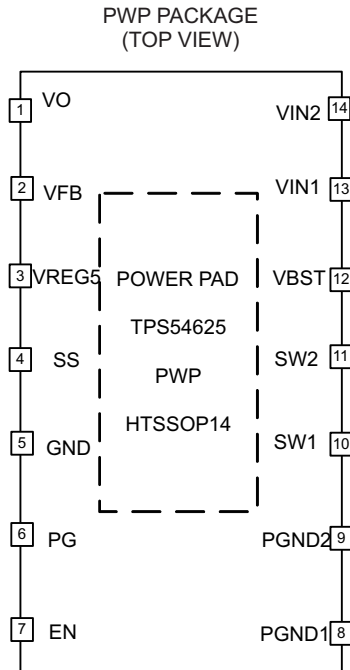 PWP PACKAGE
(TOP VIEW)
1 VO
VIN2 14
2 VFB
VIN1 13
3 VREG5
POWER PAD
VBST 12
TPS54625
4 SS
SW2 11
PWP
HTSSOP14
5 GND
SW1 10
6 PG
PGND2 9
7 EN
PGND1 8